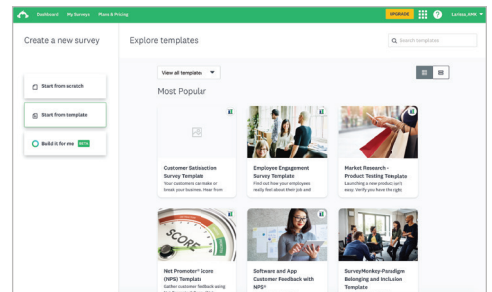 Dashboard My Surveys Plans & Pricing
UPGRADE
Create a new survey
Explore templates
Search templates
Start from scratch
Start from template
Build it for me BETA
View all templates
Most Populr
Customer Satisaction
Survey Templat
Your customers can make or
break your business. Hear from
Employee Engagement
Survey Template
Find out how your employees
really feel about their job and
Market Research -
Product Testing Template
Launching a new product isn't
easy. Verify you have the right
SCORE
Net Promoter® Score
(NPS) Template
Gather customer feedback using
Software and App
Customer Feedback with
NPS®
SurveyMonkey-Paradigm
Belonging and Inclusion
Template